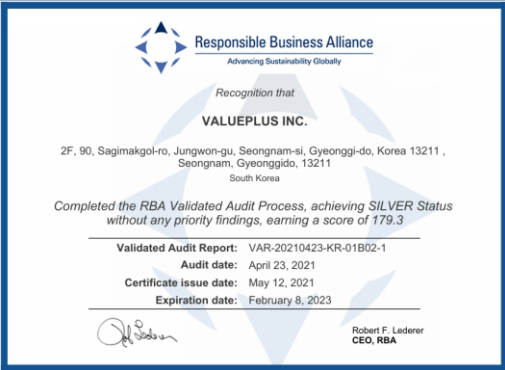 Responsible Business Alliance
Advancing Sustainability Globally
Recognition that
VALUEPLUS INC.
2F, 90, Sagimakgol-ro, Jungwon-gu, Seongnam-si, Gyeonggi-do, Korea 13211 ,
Seongnam, Gyeonggido, 13211
South Korea
Completed the RBA Validated Audit Process, achieving SILVER Status
without any priority findings, earning a score of 179.3
Validated Audit Report: VAR-20210423-KR-01B02-1
Audit date: April 23, 2021
Certificate issue date: May 12, 2021
Expiration date: February 8, 2023
Rob Lederer
Robert F. Lederer
CEO, RBA